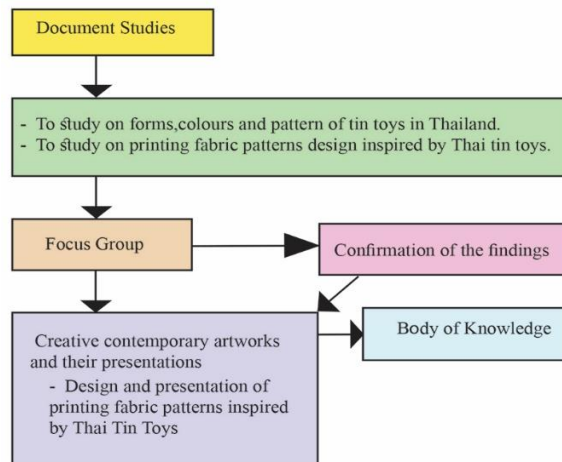 Document Studies
- To study on forms,colours and pattern of tin toys in Thailand.
- To study on printing fabric patterns design inspired by Thai tin toys.
Focus Group
Confirmation of the findings
Creative contemporary artworks
and their presentations
- Design and presentation of
printing fabric patterns inspired
by Thai Tin Toys
Body of Knowledge